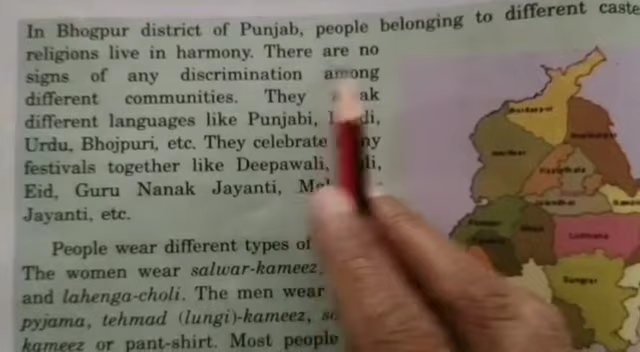 In Bhogpur district of Punjab, people belonging to different caste
religions live in harmony. There are no
signs of any discrimination among
different communities. They
different languages like Punjabi,
Urdu, Bhojpuri, etc. They celebrate
festivals together like Deepawali,
Eid, Guru Nanak Jayanti,
Jayanti, etc.
People wear different types of
The women wear salwar-kameez,
and lahenga-choli. The men wear
pyjama, tehmad (lungi)-kameez,
kameez or pant-shirt. Most people